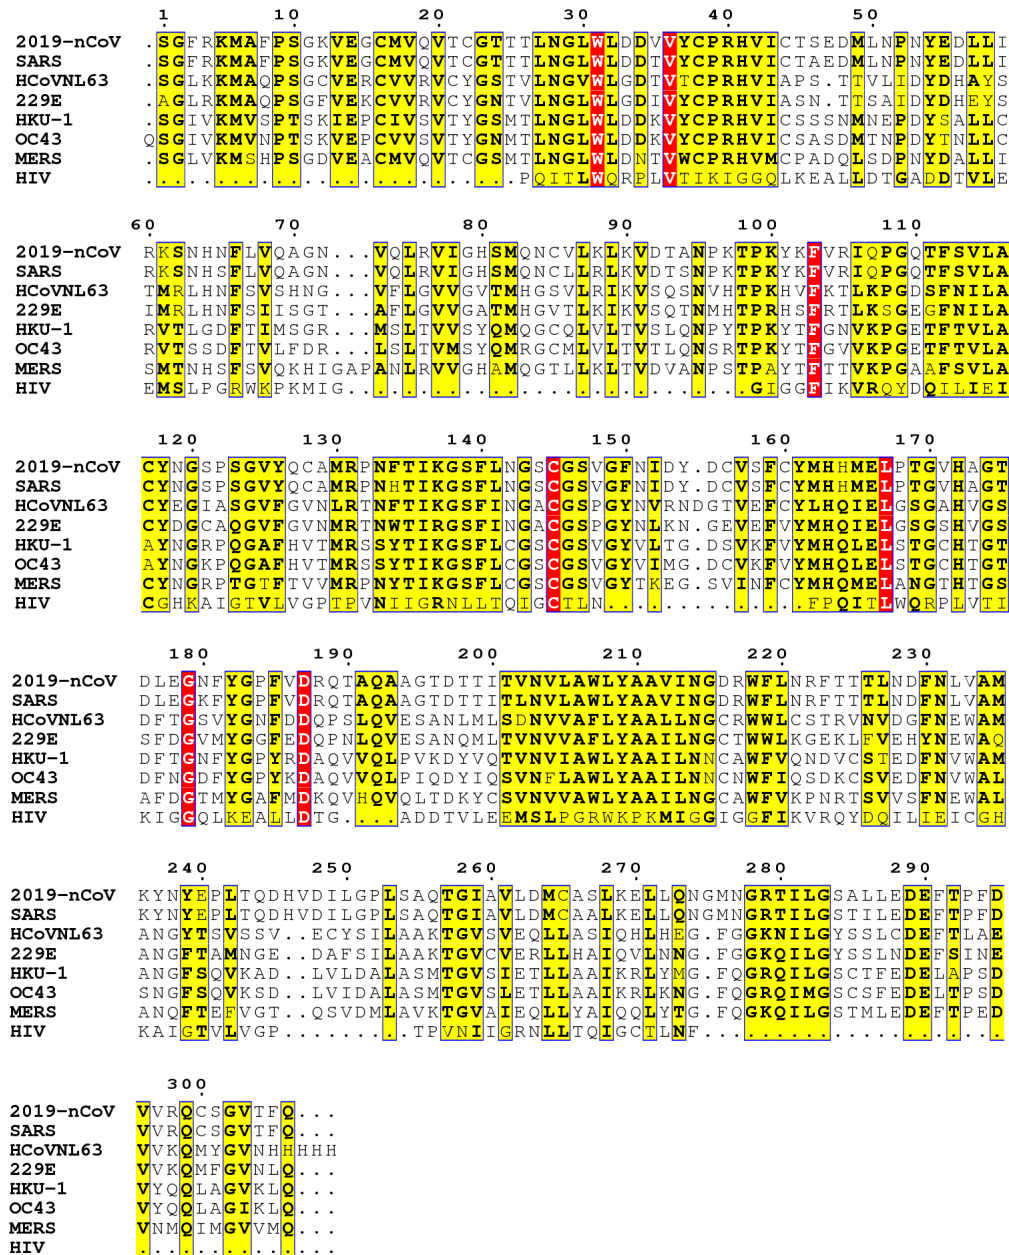 1 10 20 30 40 50
2019-nCoV .SGFRKMAFPSGKVEGCMVQVTCGTTTLNGLWLDDVVYCPRHVICTSEDMLNPNYEDLLI
SARS .SGFRKMAFPSGKVEGCMVQVTCGTTTLNGLWLDDTVYCPRHVICTAEDMLNPNYEDLLI
HCoVNL63 .SGLKKMAQPSGCVERCVVRVCYGSTVLNGVWLGDTVTCPRHVIAPS.TTVLIDYDHAYS
229E .AGLRKMAQPSGFVEKCVVRVCYGNTVLNGLWLGDIVYCPRHVIASN.TTSAIDYDHEYS
HKU-1 .SGIVKMVSPTSKIEPCIVSVTYGSMTLNGLWLDDKVYCPRHVICSSSNMNEPDYSALLC
OC43 QSGIVKMVNPTSKVEPCVVSVTYGNMTLNGLWLDDKVYCPRHVICSASDMTNPDYTNLLC
MERS .SGLVKMSHPSGDVEACMVQVTCGSMTLNGLWLDNTVWCPRHVMCPADQLSDPNYDALLI
HIV ..........................PQITLWQRPLVTIKIGGQLKEALLDTGADDTVLE
60 70 80 90 100 110
2019-nCoV RKSNHNFLVQAGN...VQLRVIGHSMQNCVLKLKVDTANPKTPKYKFVRIQPGQTFSVLA
SARS RKSNHSFLVQAGN...VQLRVIGHSMQNCLLRLKVDTSNPKTPKYKFVRIQPGQTFSVLA
HCoVNL63 TMRLHNFSVSHNG...VFLGVVGVTMHGSVLRIKVSQSNVHTPKHVFKTLKPGDSFNILA
229E IMRLHNFSIISGT...AFLGVVGATMHGVTLKIKVSQTNMHTPRHSFRTLKSGEGFNILA
HKU-1 RVTLGDFTIMSGR...MSLTVVSYQMQGCQLVLTVSLQNPYTPKYTFGNVKPGETFTVLA
OC43 RVTSSDFTVLFDR...LSLTVMSYQMRGCMLVLTVTLQNSRTPKYTFGVVKPGETFTVLA
MERS SMTNHSFSVQKHIGAPANLRVVGHAMQGTLLKLTVDVANPSTPAYTFTTVKPGAAFSVLA
HIV EMSLPGRWKPKMIG............................GIGGFIKVRQYDQILIEI
120 130 140 150 160 170
2019-nCoV CYNGSPSGVYQCAMRPNFTIKGSFLNGSCGSVGFNIDY.DCVSFCYMHHMELPTGVHAGT
SARS CYNGSPSGVYQCAMRPNHTIKGSFLNGSCGSVGFNIDY.DCVSFCYMHHMELPTGVHAGT
HCoVNL63 CYEGIASGVFGVNLRTNFTIKGSFINGACGSPGYNVRNDGTVEFCYLHQIELGSGAHVGS
229E CYDGCAQGVFGVNMRTNWTIRGSFINGACGSPGYNLKN.GEVEFVYMHQIELGSGSHVGS
HKU-1 AYNGRPQGAFHVTMRSSYTIKGSFLCGSCGSVGYVLTG.DSVKFVYMHQLELSTGCHTGT
OC43 AYNGKPQGAFHVTMRSSYTIKGSFLCGSCGSVGYVIMG.DCVKFVYMHQLELSTGCHTGT
MERS CYNGRPTGTFTVVMRPNYTIKGSFLCGSCGSVGYTKEG.SVINFCYMHQMELANGTHTGS
HIV CGHKAIGTVLVGPTPVNIIGRNLLTQIGCTLN..............FPQITLWQRPLVTI
180 190 200 210 220 230
2019-nCoV DLEGNFYGPFVDRQTAQAAGTDTTITVNVLAWLYAAVINGDRWFLNRFTTTLNDFNLVAM
SARS DLEGKFYGPFVDRQTAQAAGTDTTITLNVLAWLYAAVINGDRWFLNRFTTTLNDFNLVAM
HCoVNL63 DFTGSVYGNFDDQPSLQVESANLMLSDNVVAFLYAALLNGCRWWLCSTRVNVDGFNEWAM
229E SFDGVMYGGFEDQPNLQVESANQMLTVNVVAFLYAAILNGCTWWLKGEKLFVEHYNEWAQ
HKU-1 DFTGNFYGPYRDAQVVQLPVKDYVQTVNVIAWLYAAILNNCAWFVQNDVCSTEDFNVWAM
OC43 DFNGDFYGPYKDAQVVQLPIQDYIQSVNFLAWLYAAILNNCNWFIQSDKCSVEDFNVWAL
MERS AFDGTMYGAFMDKQVHQVQLTDKYCSVNVVAWLYAAILNGCAWFVKPNRTSVVSFNEWAL
HIV KIGGQLKEALLDTG...ADDTVLEEMSLPGRWKPKMIGGIGGFIKVRQYDQILIEICGH
240 250 260 270 280 290
2019-nCoV KYNYEPLTQDHVDILGPLSAQTGIAVLDMCASLKELLQNGMNGRTILGSALLEDEFTPFD
SARS KYNYEPLTQDHVDILGPLSAQTGIAVLDMCAALKELLQNGMNGRTILGSTILEDEFTPFD
HCoVNL63 ANGYTSVSSV..ECYSILAAKTGVSVEQLLASIQHLHEG.FGGKNILGYSSLCDEFTLAE
229E ANGFTAMNGE..DAFSILAAKTGVCVERLLHAIQVLNNG.FGGKQILGYSSLNDEFSINE
HKU-1 ANGFSQVKAD..LVLDALASMTGVSIETLLAAIKRLYMG.FQGRQILGSCTFEDELAPSD
OC43 SNGFSQVKSD..LVIDALASMTGVSLETLLAAIKRLKNG.FQGRQIMGSCSFEDELTPSD
MERS ANQFTEFVGT..QSVDMLAVKTGVAIEQLLYAIQQLYTG.FQGKQILGSTMLEDEFTPED
HIV KAIGTVLVGP.........TPVNIIGRNLLTQIGCTLNF.....................
300
2019-nCoV VVRQCSGVTFQ...
SARS VVRQCSGVTFQ...
HCoVNL63 VVKQMYGVNHHHHH
229E VVKQMFGVNLQ...
HKU-1 VYQQLAGVKLQ...
OC43 VYQQLAGIKLQ...
MERS VNMQIMGVVMQ...
HIV ..............